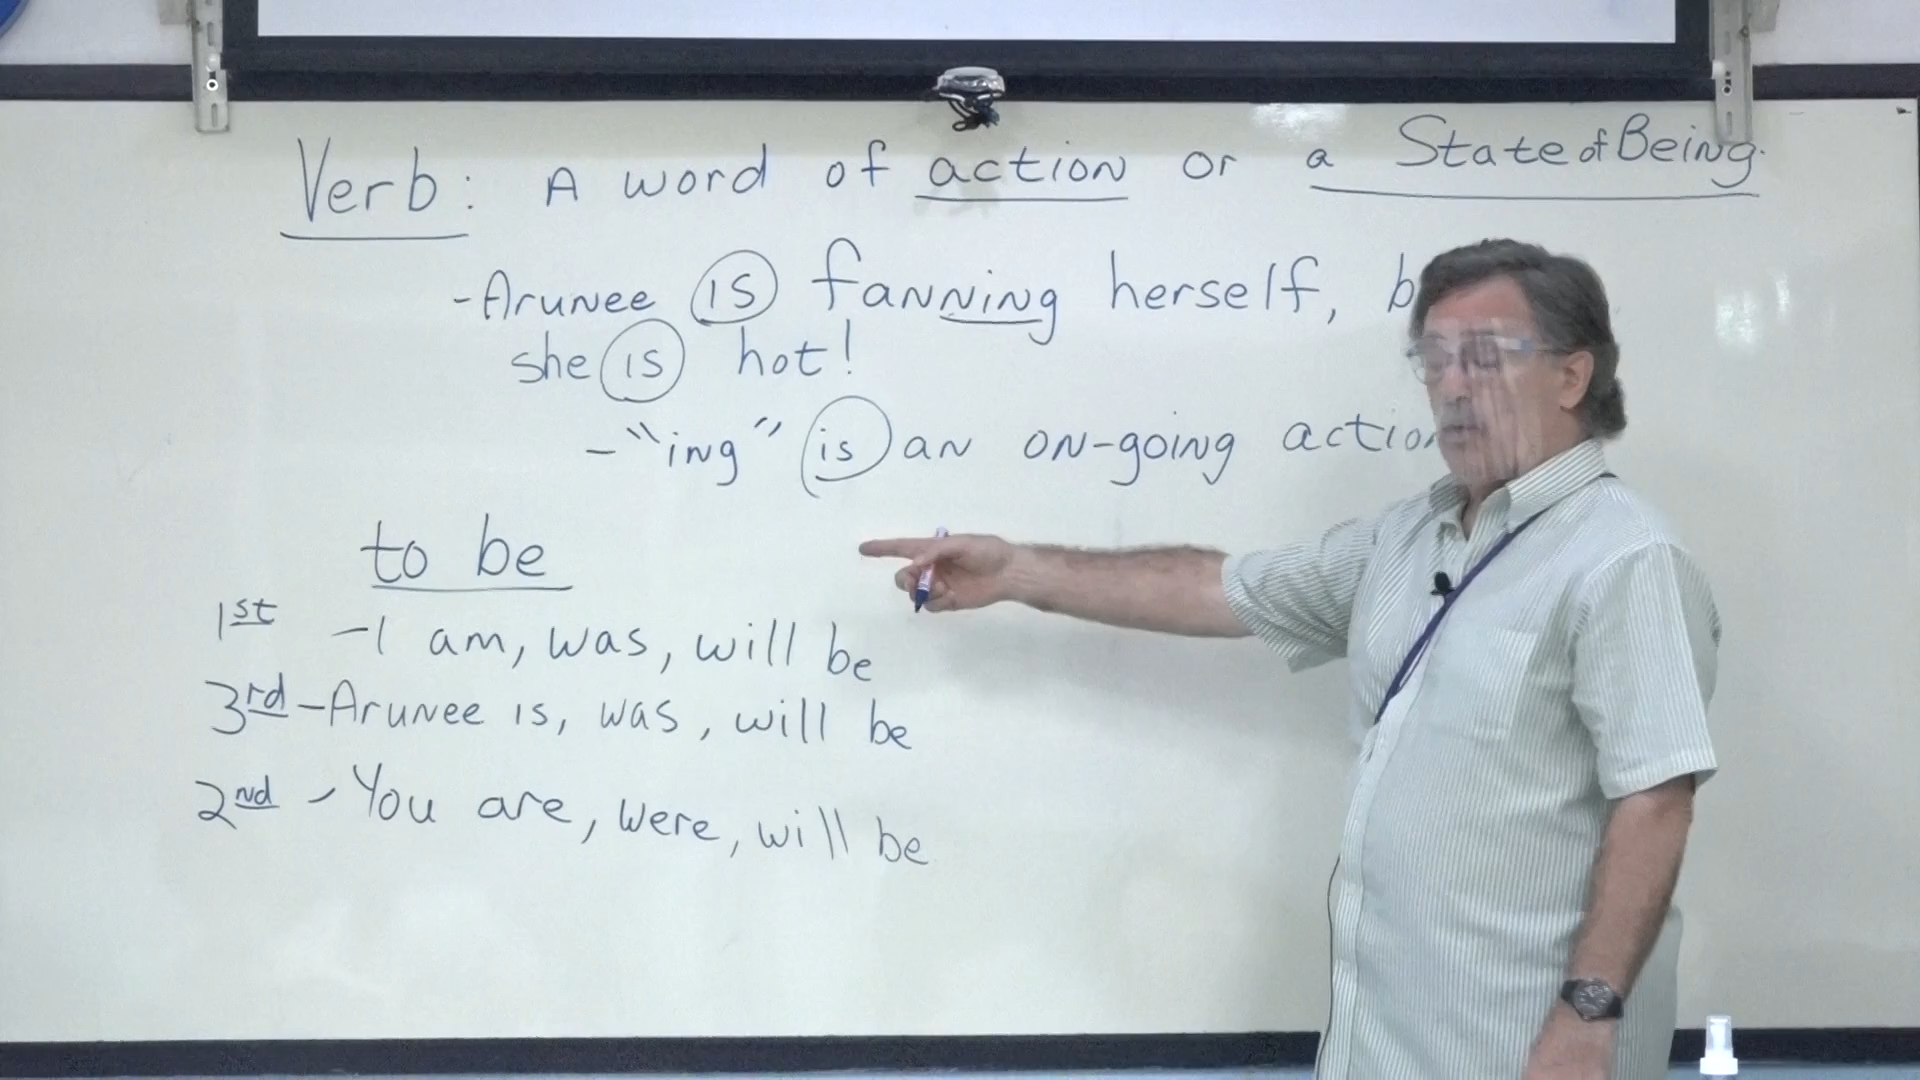 Verb: A word of action or a State of Being.
-Arunee is fanning herself,
she is hot!
- "ing" is an on-going action
to be
1st -I am, was, will be
3rd -Arunee is, was, will be
2nd - You are, were, will be